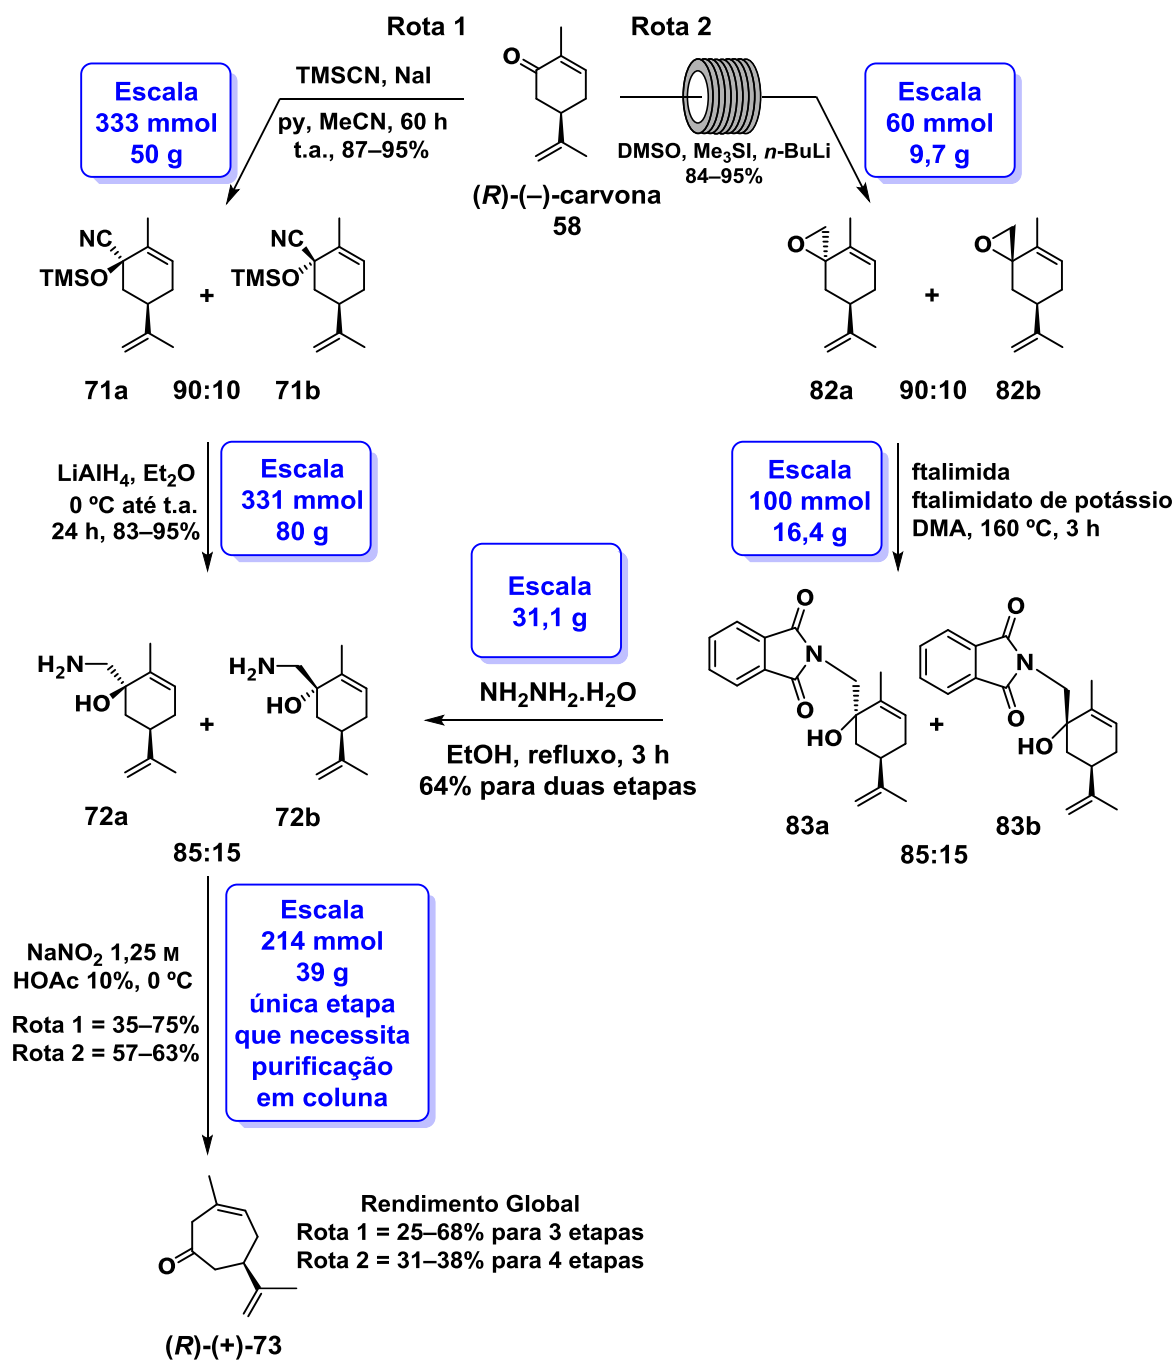 Rota 1
Rota 2
Escala
333 mmol
50 g
TMSCN, NaI
py, MeCN, 60 h
t.a., 87–95%
O
(R)-(–)-carvona
58
DMSO, Me3SI, n-BuLi
84–95%
Escala
60 mmol
9,7 g
NC
TMSO
+
NC
TMSO
71a 90:10 71b
O
+
O
82a 90:10 82b
LiAlH4, Et2O
0 ºC até t.a.
24 h, 83–95%
Escala
331 mmol
80 g
Escala
100 mmol
16,4 g
ftalimida
ftalimidato de potássio
DMA, 160 ºC, 3 h
Escala
31,1 g
NH2NH2.H2O
EtOH, refluxo, 3 h
64% para duas etapas
H2N
HO
+
H2N
HO
72a
72b
85:15
O
N
O
HO
+
O
N
O
HO
83a
83b
85:15
NaNO2 1,25 M
HOAc 10%, 0 ºC
Rota 1 = 35–75%
Rota 2 = 57–63%
Escala
214 mmol
39 g
única etapa
que necessita
purificação
em coluna
O
(R)-(+)-73
Rendimento Global
Rota 1 = 25–68% para 3 etapas
Rota 2 = 31–38% para 4 etapas